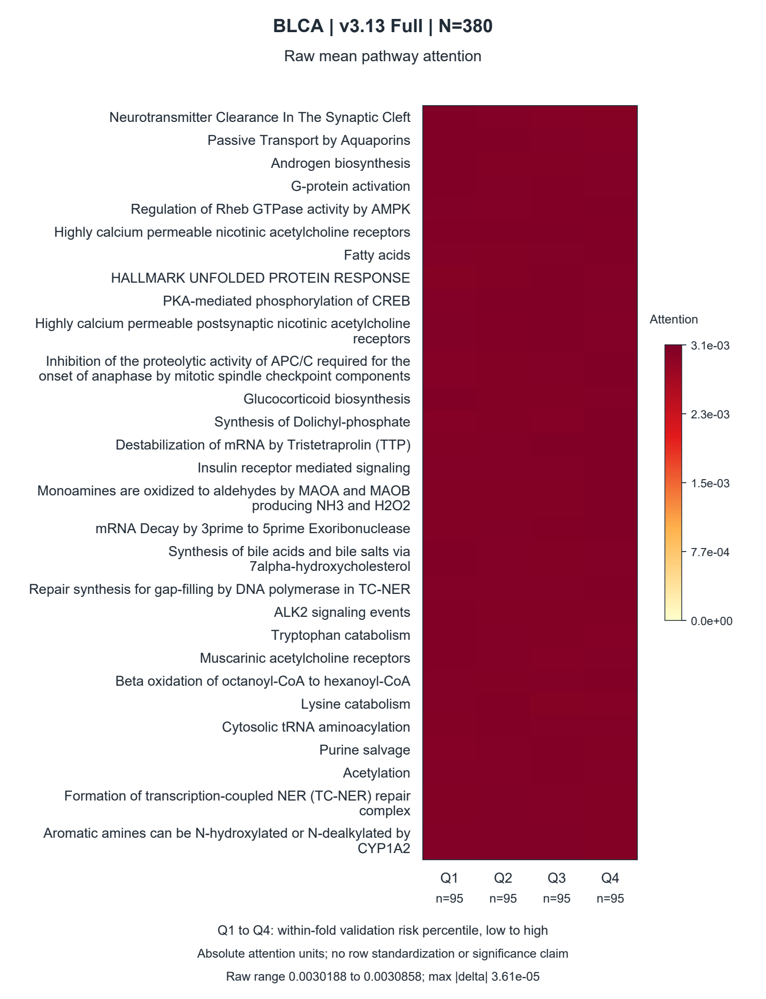 BLCA | v3.13 Full | N=380
Raw mean pathway attention
Neurotransmitter Clearance In The Synaptic Cleft
Passive Transport by Aquaporins
Androgen biosynthesis
G-protein activation
Regulation of Rheb GTPase activity by AMPK
Highly calcium permeable nicotinic acetylcholine receptors
Fatty acids
HALLMARK UNFOLDED PROTEIN RESPONSE
PKA-mediated phosphorylation of CREB
Highly calcium permeable postsynaptic nicotinic acetylcholine
receptors
Inhibition of the proteolytic activity of APC/C required for the
onset of anaphase by mitotic spindle checkpoint components
Glucocorticoid biosynthesis
Synthesis of Dolichyl-phosphate
Destabilization of mRNA by Tristetraprolin (TTP)
Insulin receptor mediated signaling
Monoamines are oxidized to aldehydes by MAOA and MAOB
producing NH3 and H2O2
mRNA Decay by 3prime to 5prime Exoribonuclease
Synthesis of bile acids and bile salts via
7alpha-hydroxycholesterol
Repair synthesis for gap-filling by DNA polymerase in TC-NER
ALK2 signaling events
Tryptophan catabolism
Muscarinic acetylcholine receptors
Beta oxidation of octanoyl-CoA to hexanoyl-CoA
Lysine catabolism
Cytosolic tRNA aminoacylation
Purine salvage
Acetylation
Formation of transcription-coupled NER (TC-NER) repair
complex
Aromatic amines can be N-hydroxylated or N-dealkylated by
CYP1A2
Attention
3.1e-03
2.3e-03
1.5e-03
7.7e-04
0.0e+00
Q1 Q2 Q3 Q4
n=95 n=95 n=95 n=95
Q1 to Q4: within-fold validation risk percentile, low to high
Absolute attention units; no row standardization or significance claim
Raw range 0.0030188 to 0.0030858; max |delta| 3.61e-05